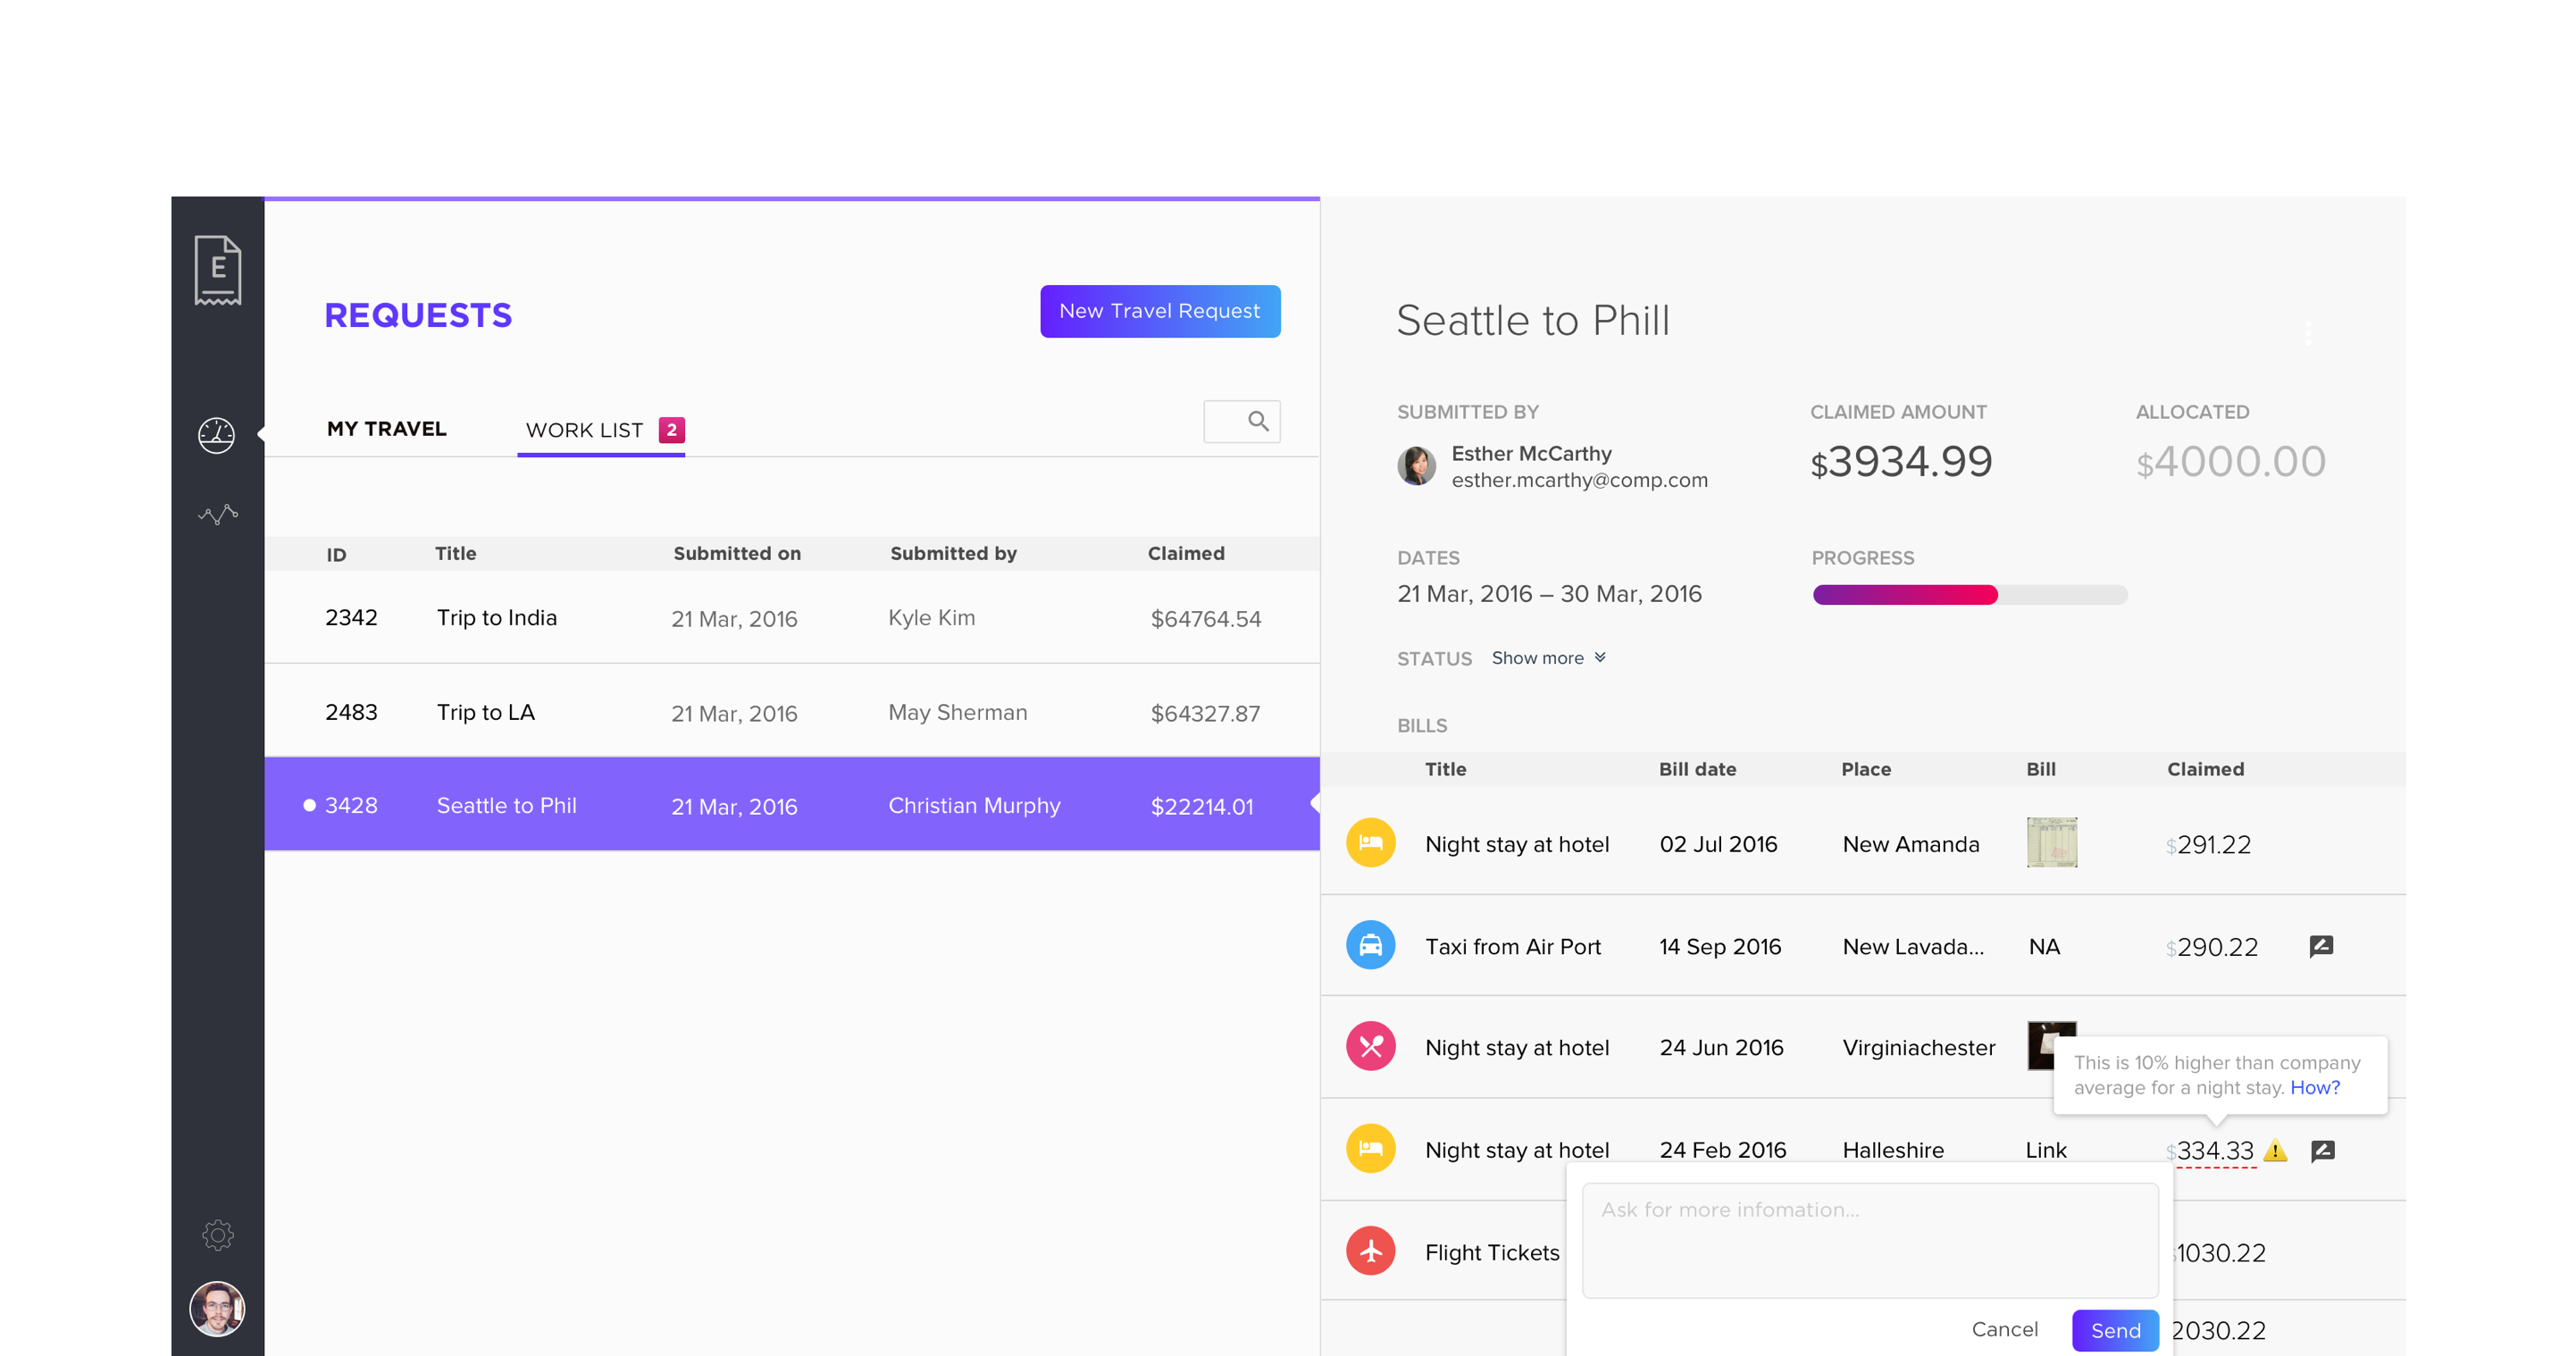 E
REQUESTS
New Travel Request
MY TRAVEL
WORK LIST 2
ID Title Submitted on Submitted by Claimed
2342 Trip to India 21 Mar, 2016 Kyle Kim $64764.54
2483 Trip to LA 21 Mar, 2016 May Sherman $64327.87
3428 Seattle to Phil 21 Mar, 2016 Christian Murphy $22214.01
Seattle to Phill
SUBMITTED BY
Esther McCarthy
esther.mcarthy@comp.com
CLAIMED AMOUNT
$3934.99
ALLOCATED
$4000.00
DATES
21 Mar, 2016 – 30 Mar, 2016
PROGRESS
STATUS Show more
BILLS
Title Bill date Place Bill Claimed
Night stay at hotel 02 Jul 2016 New Amanda $291.22
Taxi from Air Port 14 Sep 2016 New Lavada... NA $290.22
Night stay at hotel 24 Jun 2016 Virginiachester
This is 10% higher than company
average for a night stay. How?
Night stay at hotel 24 Feb 2016 Halleshire Link $334.33
Ask for more infomation...
Flight Tickets $1030.22
Cancel
Send
2030.22